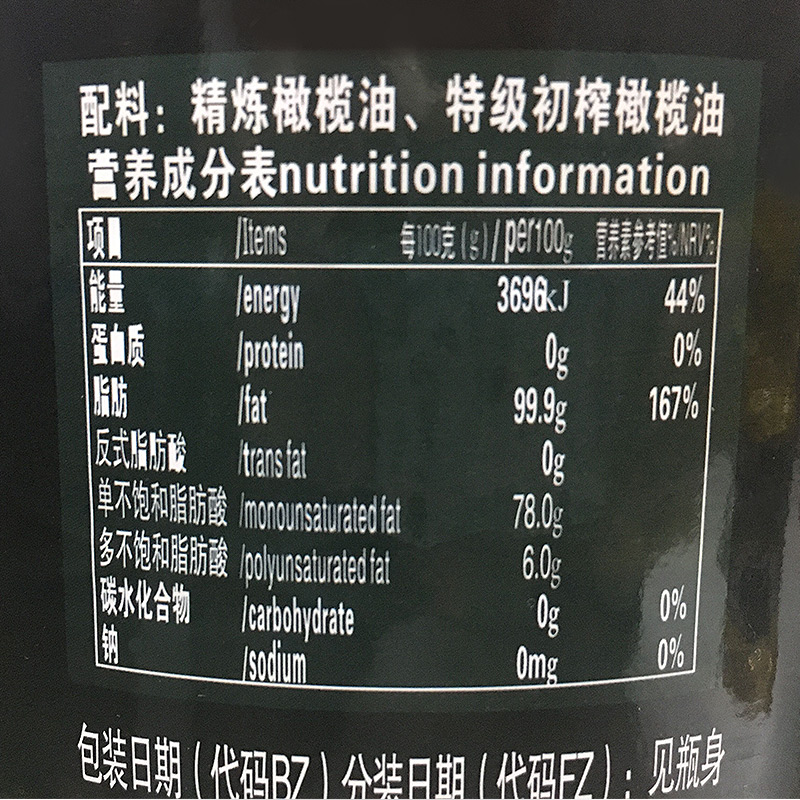 配料：精炼橄榄油、特级初榨橄榄油
营养成分表nutrition information
项目 /Items 每100克(g)/per100g 营养素参考值%/NRV%
能量 /energy 3696kJ 44%
蛋白质 /protein 0g 0%
脂肪 /fat 99.9g 167%
反式脂肪酸 /trans fat 0g
单不饱和脂肪酸 /monounsaturated fat 78.0g
多不饱和脂肪酸 /polyunsaturated fat 6.0g
碳水化合物 /carbohydrate 0g 0%
钠 /sodium 0mg 0%
包装日期(代码BZ)分装日期(代码FZ)：见瓶身